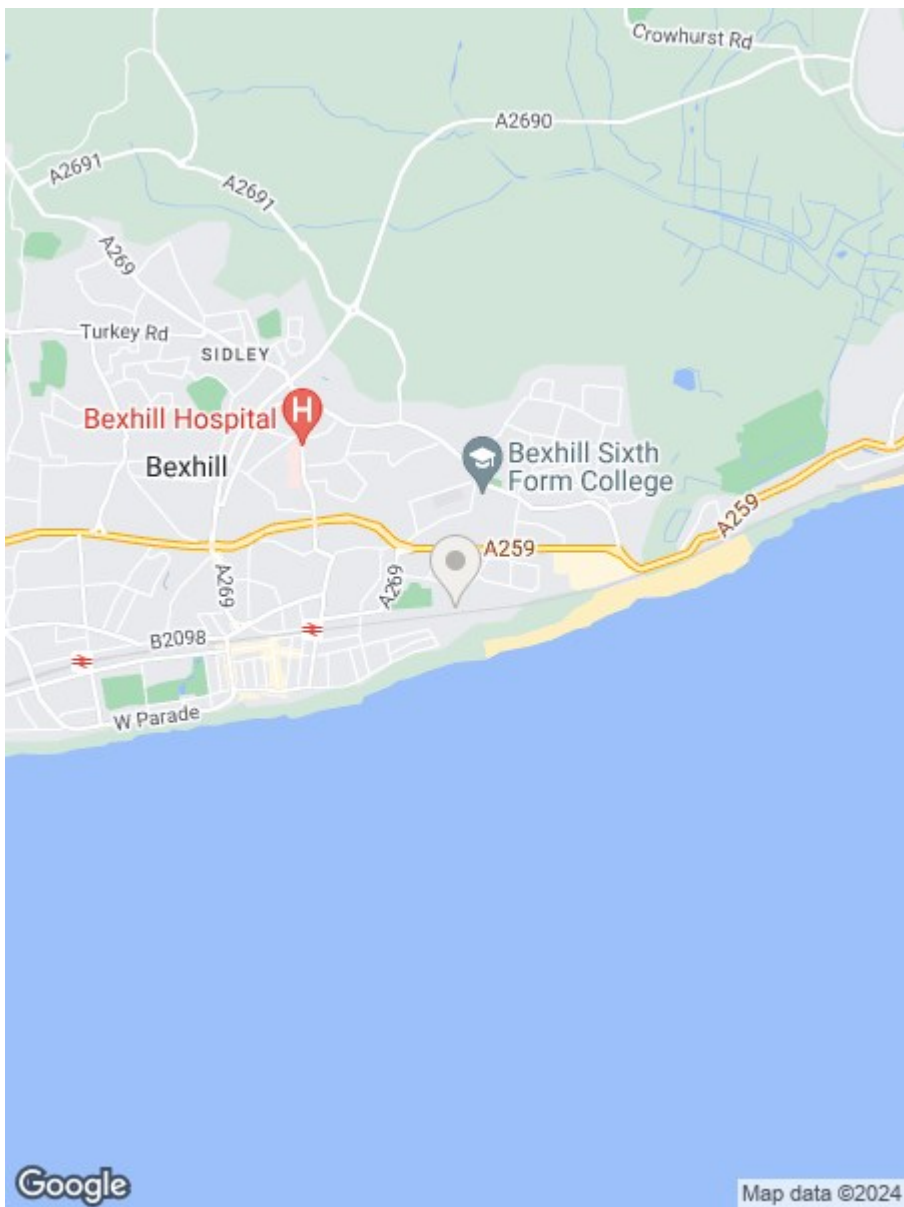 Crowhurst Rd
A2690
A2691
A2691
A269
Turkey Rd
SIDLEY
Bexhill Hospital
H
Bexhill
Bexhill Sixth
Form College
A259
A259
A269
A269
B2098
W Parade
Google
Map data ©2024